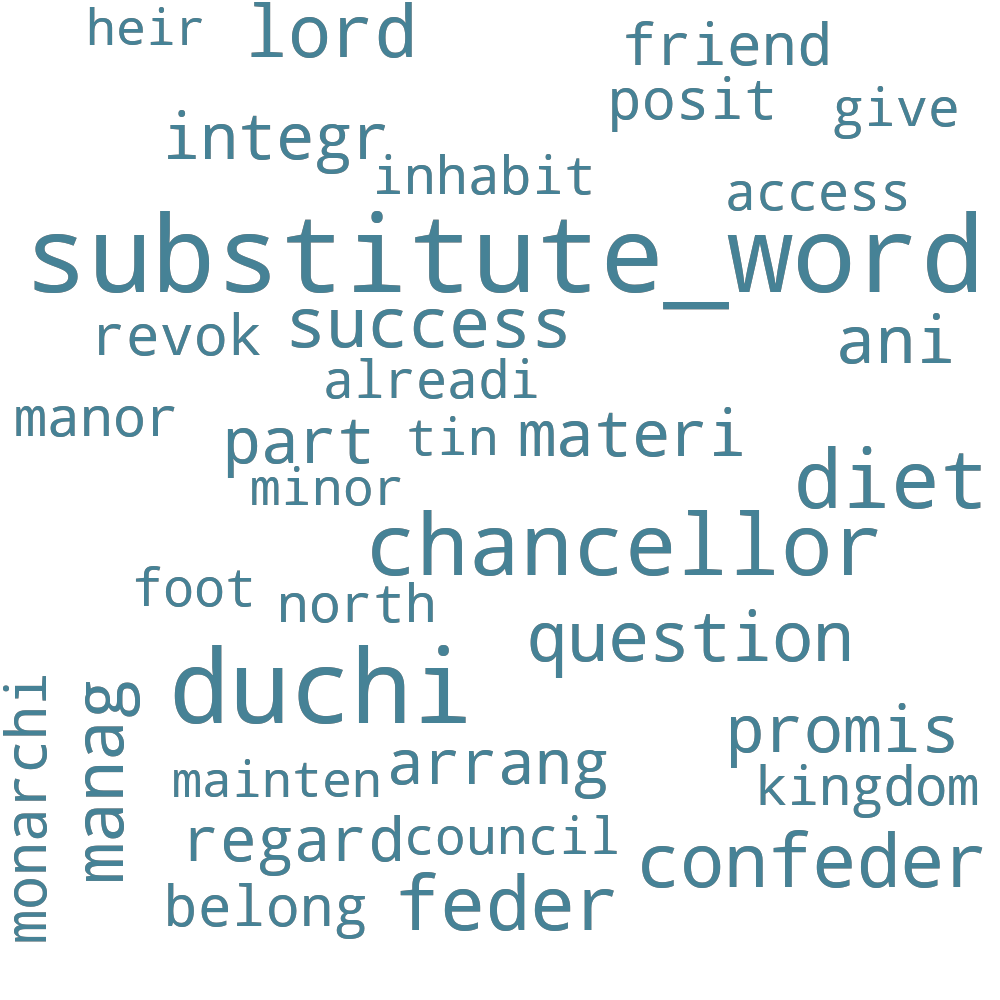 heir lord
friend
posit give
integr
inhabit access
substitute_word
revok success ani
alreadi
manor part tin materi
minor diet
chancellor
foot north
question
duchi
monarchi manag promis
mainten arrang kingdom
regard council confeder
belong feder